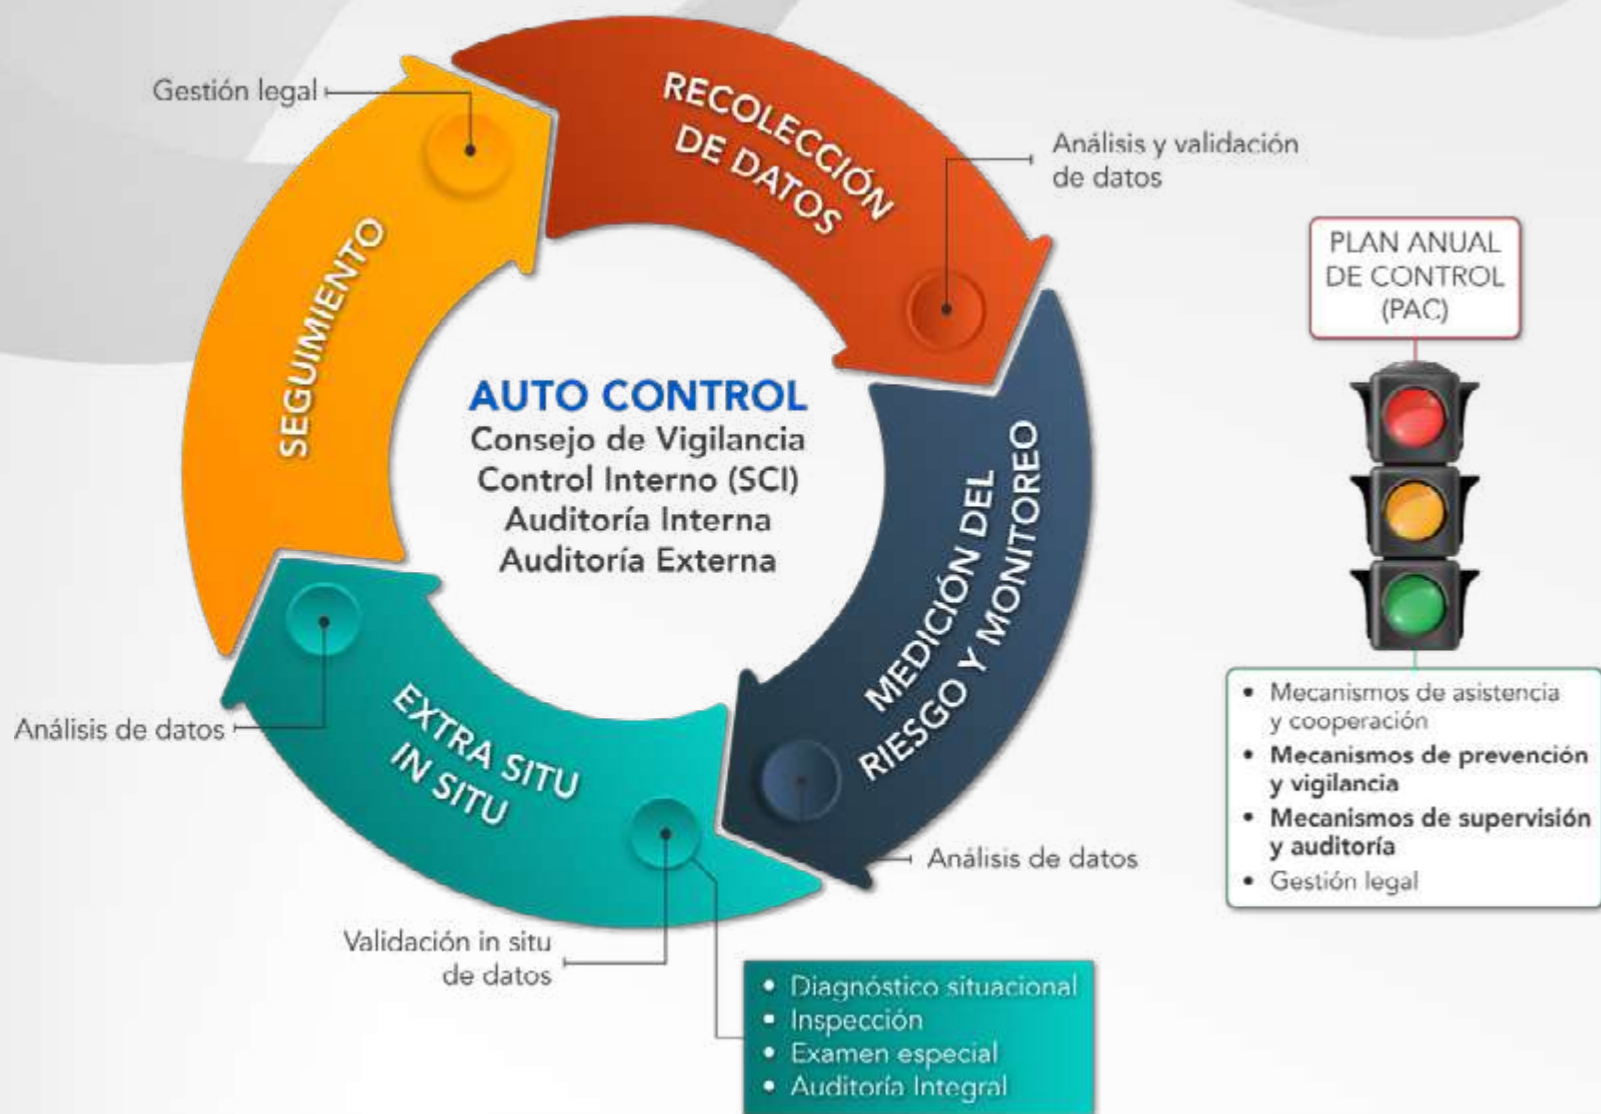 Gestión legal
RECOLECCIÓN
DE DATOS
Análisis y validación
de datos
SEGUIMIENTO
AUTO CONTROL
Consejo de Vigilancia
Control Interno (SCI)
Auditoría Interna
Auditoría Externa
MEDICIÓN DEL
RIESGO Y MONITOREO
Análisis de datos
EXTRA SITU
IN SITU
Análisis de datos
Validación in situ
de datos
• Diagnóstico situacional
• Inspección
• Examen especial
• Auditoría Integral
PLAN ANUAL
DE CONTROL
(PAC)
• Mecanismos de asistencia
y cooperación
• Mecanismos de prevención
y vigilancia
• Mecanismos de supervisión
y auditoría
• Gestión legal